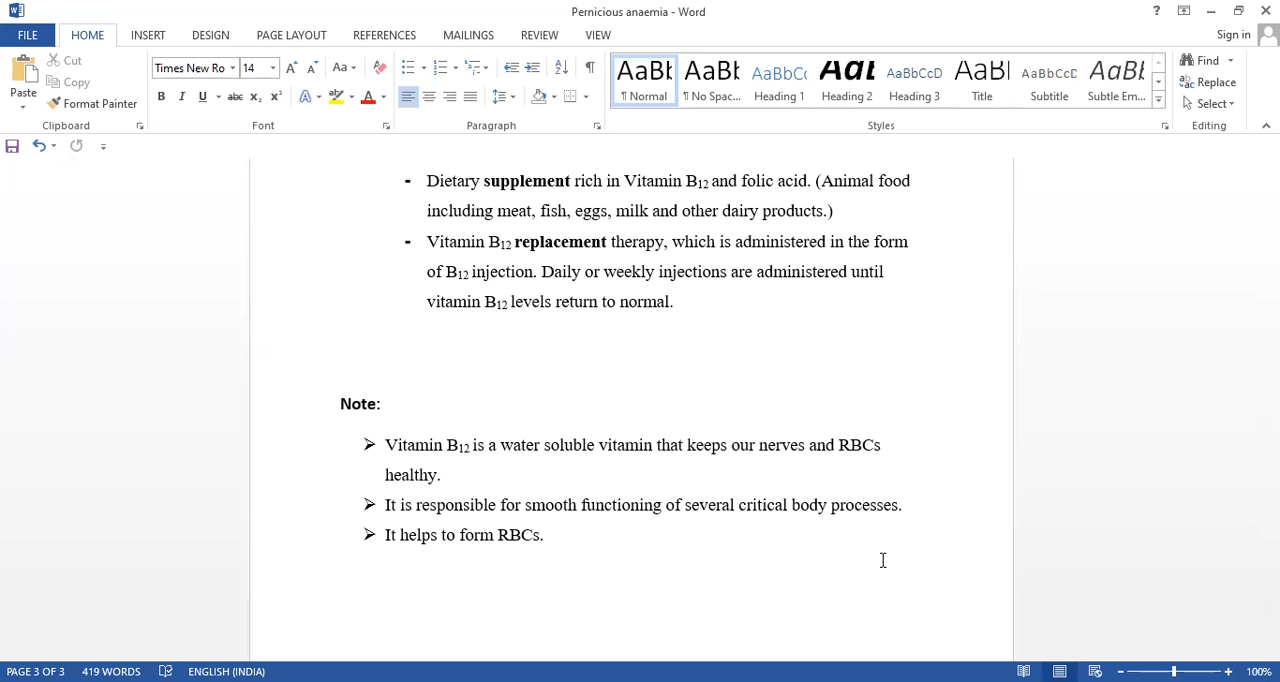 Pernicious anaemia - Word
?
Sign in
FILE HOME INSERT DESIGN PAGE LAYOUT REFERENCES MAILINGS REVIEW VIEW
Paste
Cut
Copy
Format Painter
Clipboard
Times New Ro 14
Aa
B I U abc x₂ x² A A
Font
Paragraph
AaBb AaBb AaBbCc AaB AaBbCcD AaBl AaBbCcD AaBb
¶ Normal ¶ No Spac... Heading 1 Heading 2 Heading 3 Title Subtitle Subtle Em...
Styles
Find
Replace
Select
Editing
- Dietary supplement rich in Vitamin B₁₂ and folic acid. (Animal food
including meat, fish, eggs, milk and other dairy products.)
- Vitamin B₁₂ replacement therapy, which is administered in the form
of B₁₂ injection. Daily or weekly injections are administered until
vitamin B₁₂ levels return to normal.
Note:
➢ Vitamin B₁₂ is a water soluble vitamin that keeps our nerves and RBCs
healthy.
➢ It is responsible for smooth functioning of several critical body processes.
➢ It helps to form RBCs.
PAGE 3 OF 3 419 WORDS ENGLISH (INDIA) 100%